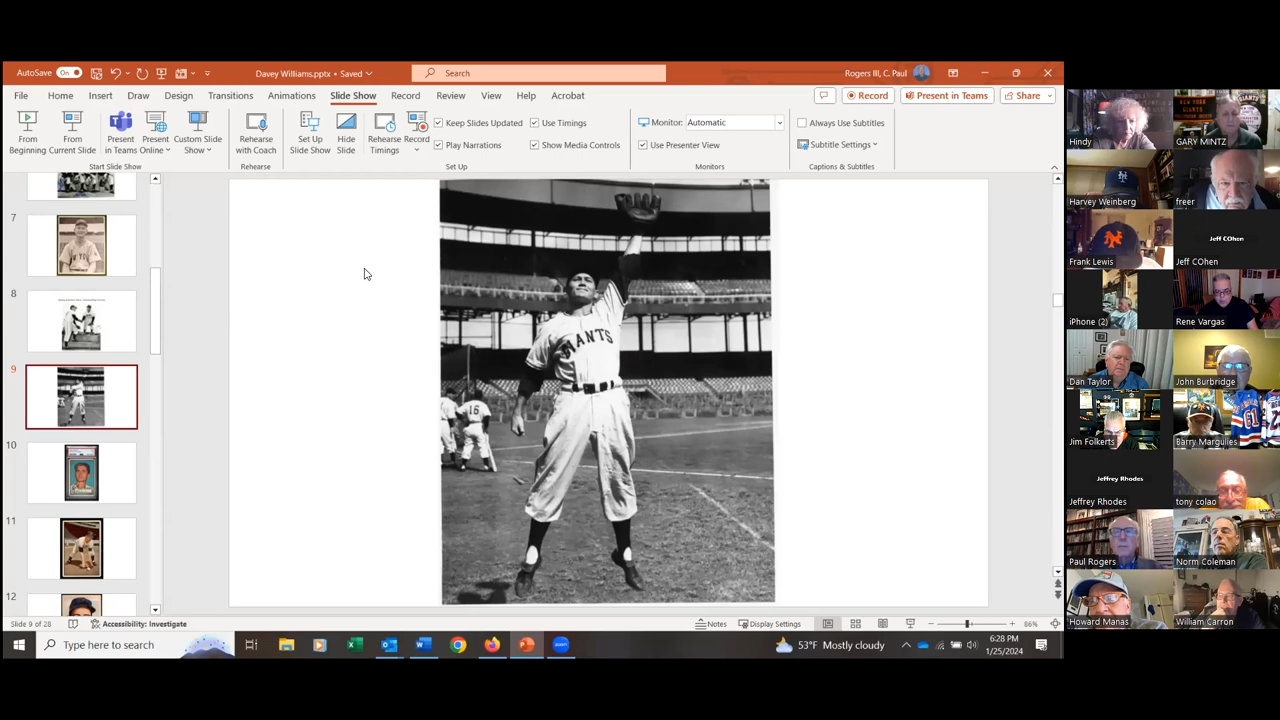 AutoSave On
Davey Williams.pptx • Saved
Search
Rogers III, C. Paul
File Home Insert Draw Design Transitions Animations Slide Show Record Review View Help Acrobat
Record
Present in Teams
Share
From Beginning
From Current Slide
Present in Teams
Present Online
Custom Slide Show
Rehearse with Coach
Set Up Slide Show
Hide Slide
Rehearse Timings
Record
Keep Slides Updated
Play Narrations
Use Timings
Show Media Controls
Monitor: Automatic
Use Presenter View
Always Use Subtitles
Subtitle Settings
Start Slide Show
Rehearse
Set Up
Monitors
Captions & Subtitles
7
8
9
10
11
12
GIANTS
16
Slide 9 of 28
Accessibility: Investigate
Notes
Display Settings
86%
Type here to search
53°F Mostly cloudy
6:28 PM
1/25/2024
Hindy
GARY MINTZ
Harvey Weinberg
freer
Frank Lewis
Jeff COhen
Jeff COhen
iPhone (2)
Rene Vargas
Dan Taylor
John Burbridge
Jim Folkerts
Barry Margulies
61
Jeffrey Rhodes
Jeffrey Rhodes
tony colao
Paul Rogers
Norm Coleman
Howard Manas
William Carron